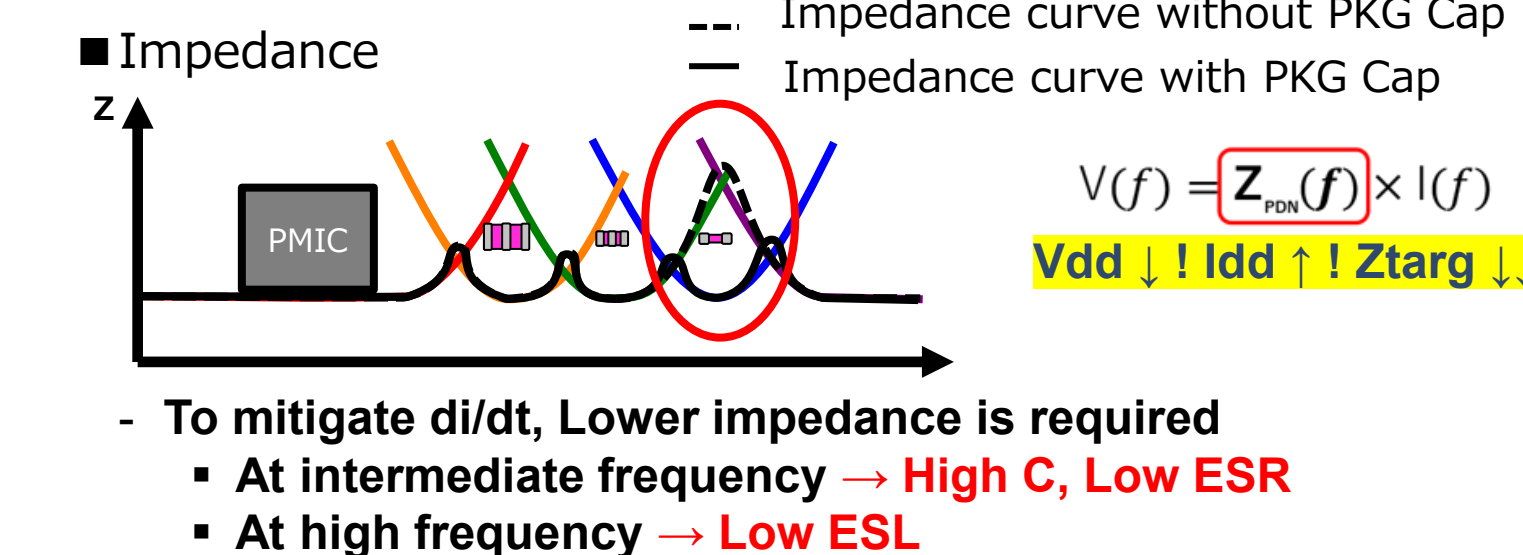 Impedance curve without PKG Cap
■ Impedance
Impedance curve with PKG Cap
Z
PMIC
V(f) = Z_PDN(f) × I(f)
Vdd ↓ ! Idd ↑ ! Ztarg ↓↓
- To mitigate di/dt, Lower impedance is required
▪ At intermediate frequency → High C, Low ESR
▪ At high frequency → Low ESL